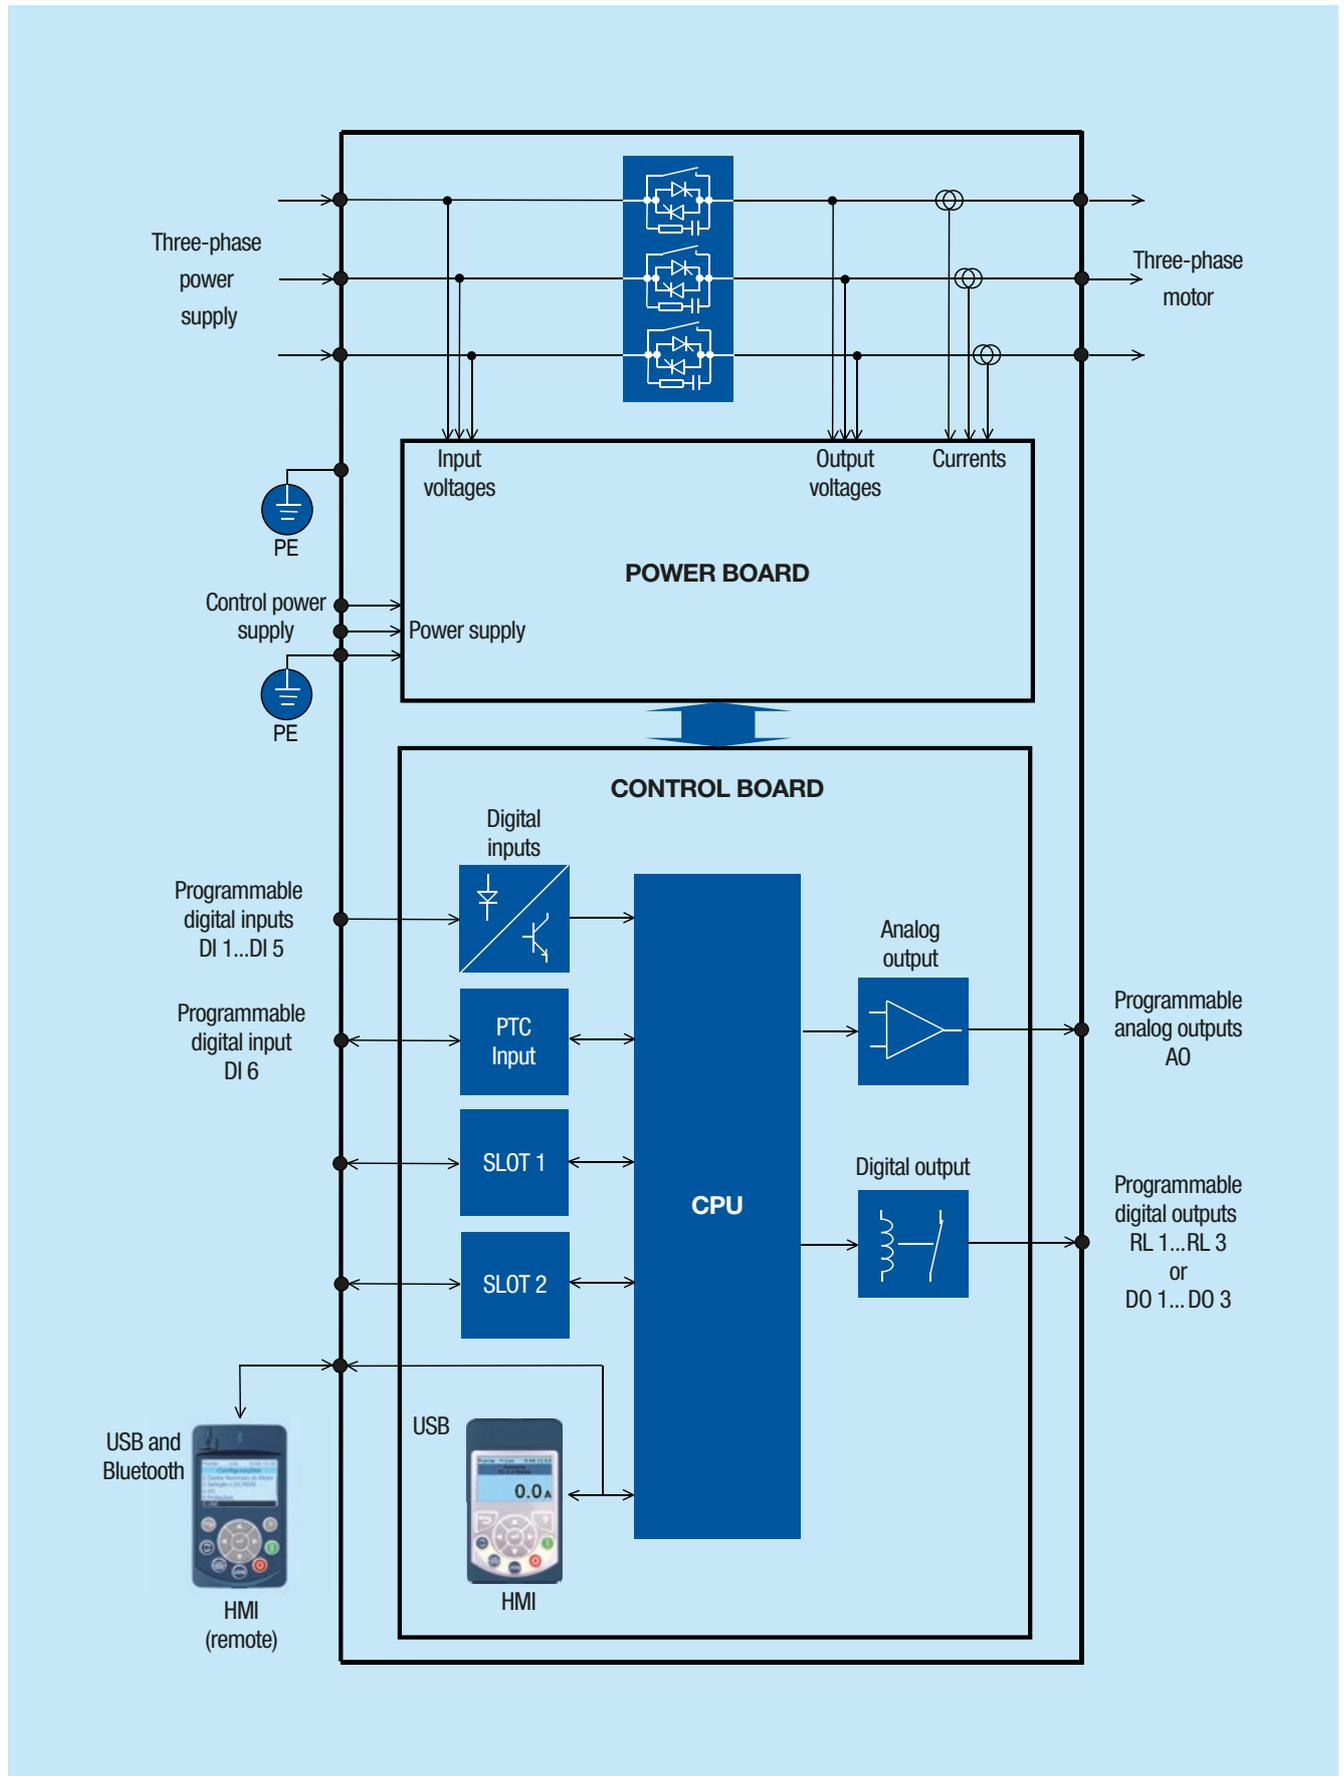 Three-phase
power
supply
Three-phase
motor
Input
voltages
Output
voltages
Currents
PE
POWER BOARD
Control power
supply
Power supply
PE
CONTROL BOARD
Digital
inputs
Programmable
digital inputs
DI 1...DI 5
Analog
output
Programmable
digital input
DI 6
PTC
Input
Programmable
analog outputs
AO
SLOT 1
CPU
Digital output
Programmable
digital outputs
RL 1...RL 3
or
DO 1...DO 3
SLOT 2
USB and
Bluetooth
USB
Configurações
0.0A
HMI
HMI
(remote)